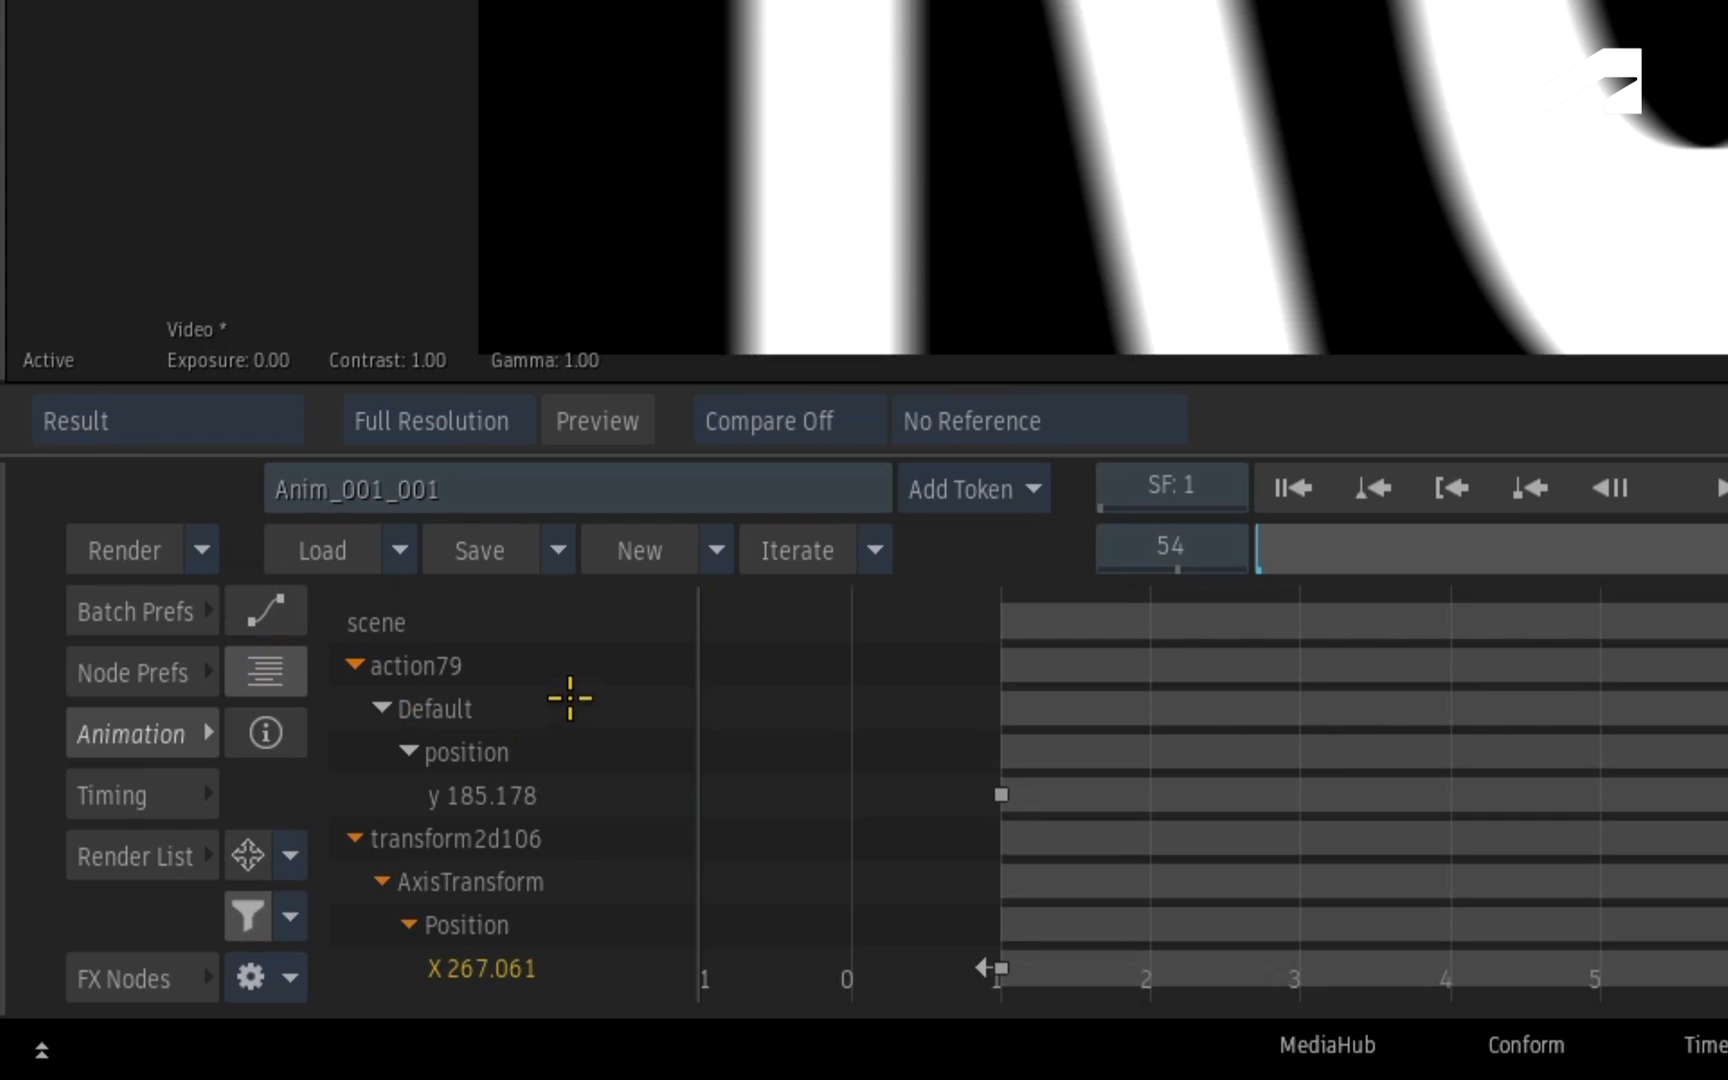 Video *
Active
Exposure: 0.00
Contrast: 1.00
Gamma: 1.00
Result
Full Resolution
Preview
Compare Off
No Reference
Anim_001_001
Add Token
SF: 1
Render
Load
Save
New
Iterate
54
Batch Prefs
scene
Node Prefs
action79
Animation
Default
position
Timing
y 185.178
Render List
transform2d106
AxisTransform
Position
FX Nodes
X 267.061
1
0
1
2
3
4
5
MediaHub
Conform
Time